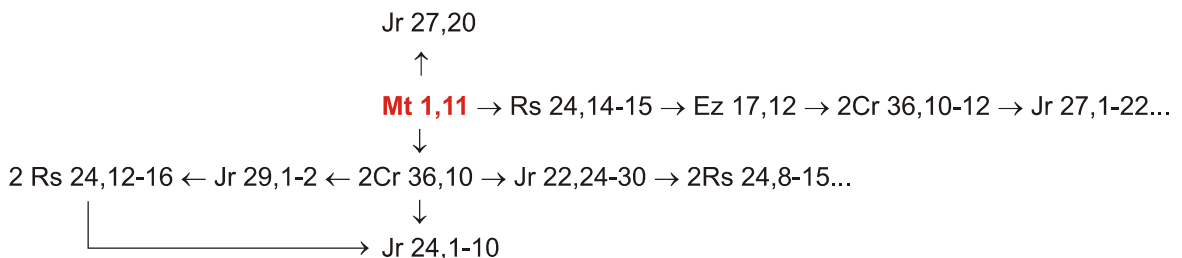 Jr 27,20
↑
Mt 1,11 → Rs 24,14-15 → Ez 17,12 → 2Cr 36,10-12 → Jr 27,1-22...
↓
2 Rs 24,12-16 ← Jr 29,1-2 ← 2Cr 36,10 → Jr 22,24-30 → 2Rs 24,8-15...
↓
Jr 24,1-10